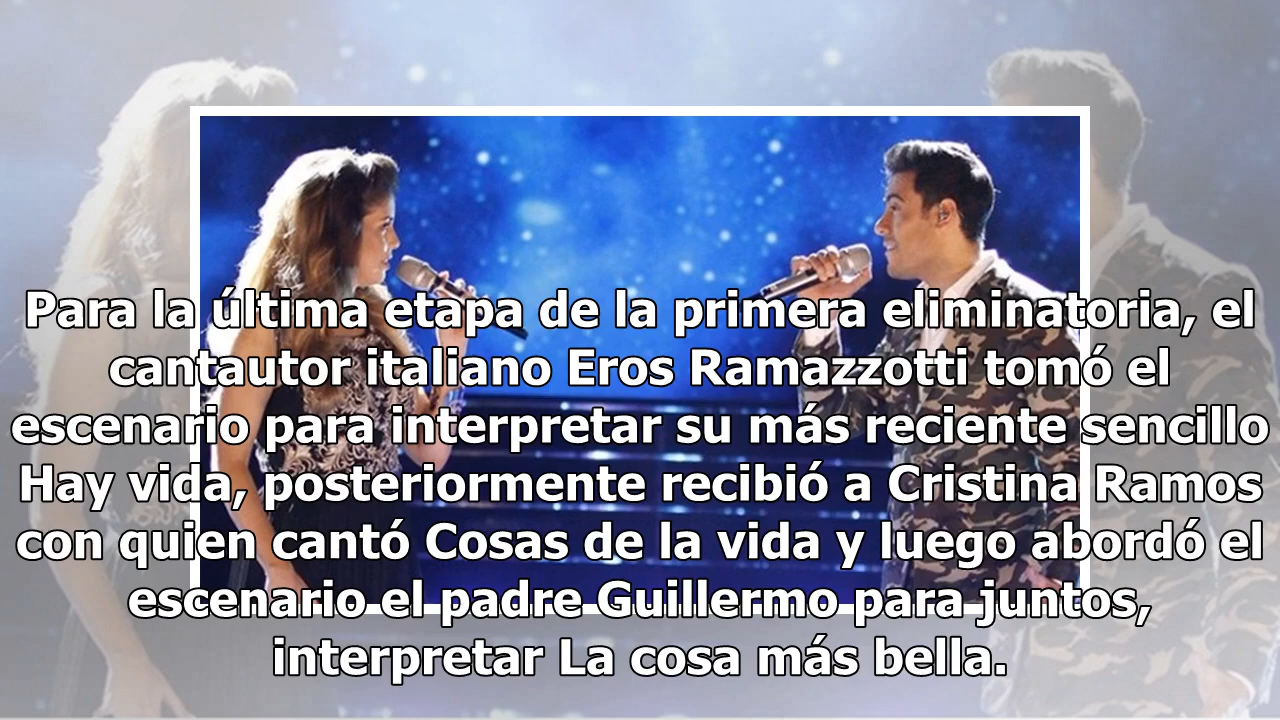 Para la última etapa de la primera eliminatoria, el
cantautor italiano Eros Ramazzotti tomó el
escenario para interpretar su más reciente sencillo
Hay vida, posteriormente recibió a Cristina Ramos
con quien cantó Cosas de la vida y luego abordó el
escenario el padre Guillermo para juntos,
interpretar La cosa más bella.